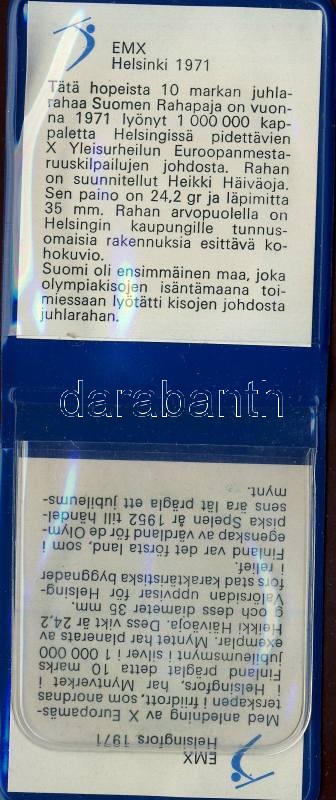 EMX
Helsinki 1971
Tätä hopeista 10 markan juhla-
rahaa Suomen Rahapaja on vuon-
na 1971 lyönyt 1 000 000 kap-
paletta Helsingissä pidettävien
X Yleisurheilun Euroopanmesta-
ruuskilpailujen johdosta. Rahan
on suunnitellut Heikki Häiväoja.
Sen paino on 24,2 gr ja läpimitta
35 mm. Rahan arvopuolella on
Helsingin kaupungille tunnus-
omaisia rakennuksia esittävä ko-
hokuvio.
Suomi oli ensimmäinen maa, joka
olympiakisojen isäntämaana toi-
miessaan lyötätti kisojen johdosta
juhlarahan.
darabanth
EMX
Helsingfors 1971
Med anledning av X Europamäs-
terskapen i friidrott, som anordnas
i Helsingfors, har i Myntverket i
Finland präglat detta 10 marks
jubileumsmynt i silver i 1 000 000
exemplar. Myntet har planerats av
Heikki Häiväoja. Dess vikt är 24,2
g och dess diameter 35 mm.
Valörsidan uppvisar för Helsing-
fors stad karaktäristiska byggnader
i relief.
Finland var det första land, som i
egenskap av värdland för de Olym-
piska Spelen år 1952 till händel-
sens ära lät prägla ett jubileums-
mynt.